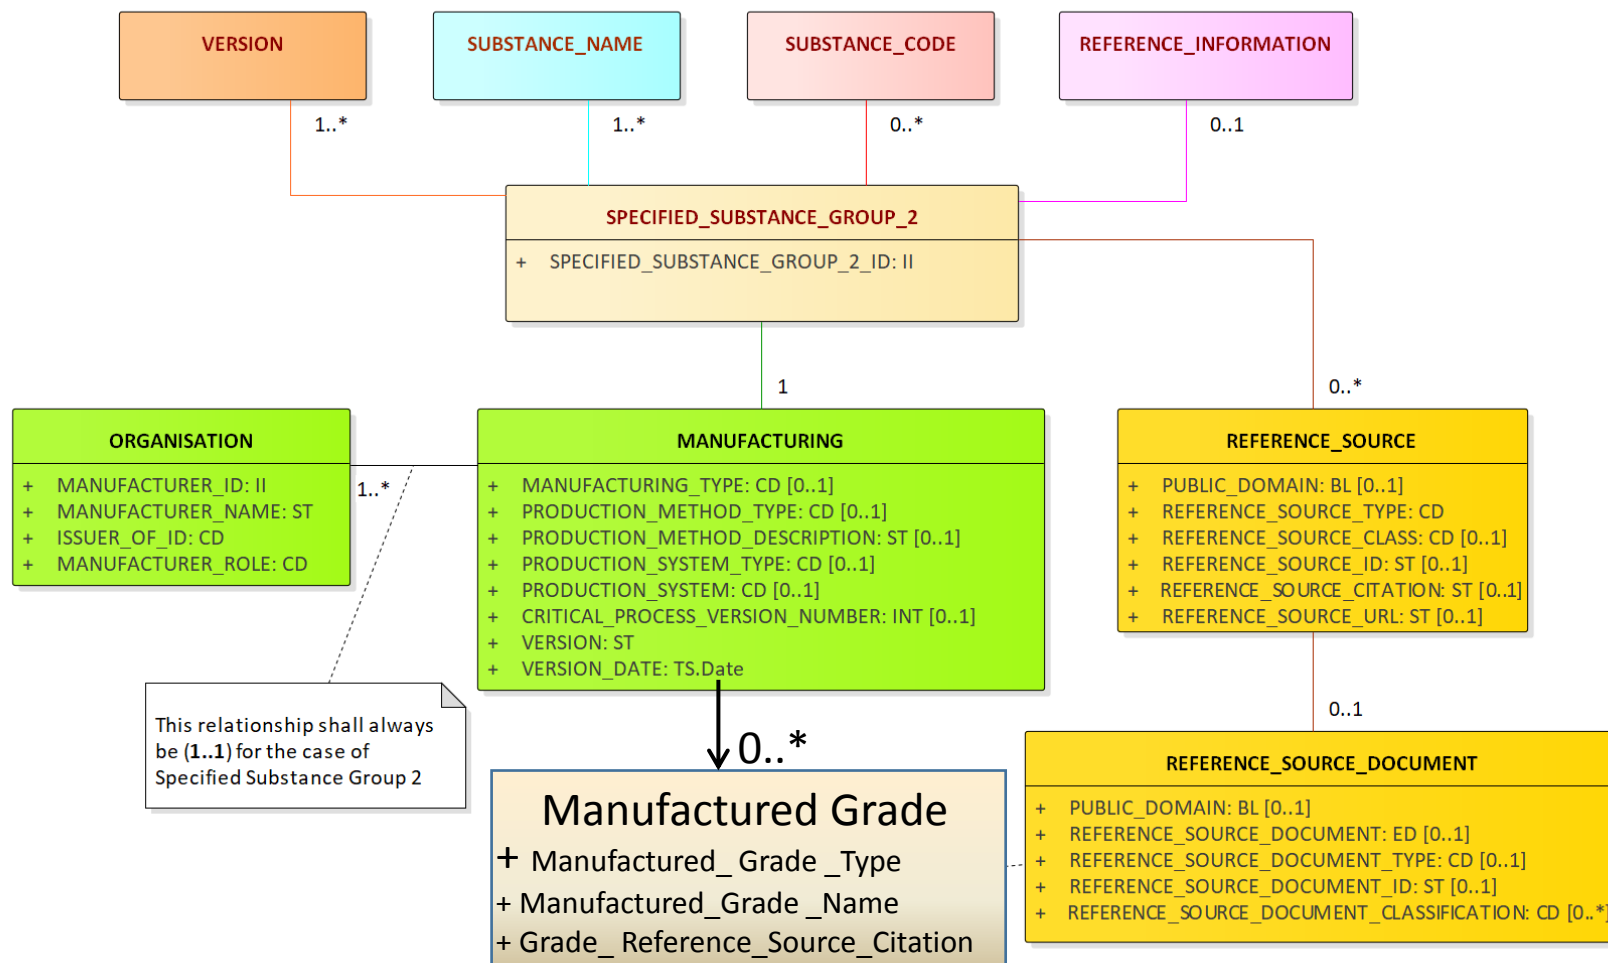 VERSION
SUBSTANCE_NAME
SUBSTANCE_CODE
REFERENCE_INFORMATION
1..*
1..*
0..*
0..1
SPECIFIED_SUBSTANCE_GROUP_2
+ SPECIFIED_SUBSTANCE_GROUP_2_ID: II
1
0..*
ORGANISATION
+ MANUFACTURER_ID: II
+ MANUFACTURER_NAME: ST
+ ISSUER_OF_ID: CD
+ MANUFACTURER_ROLE: CD
1..*
MANUFACTURING
+ MANUFACTURING_TYPE: CD [0..1]
+ PRODUCTION_METHOD_TYPE: CD [0..1]
+ PRODUCTION_METHOD_DESCRIPTION: ST [0..1]
+ PRODUCTION_SYSTEM_TYPE: CD [0..1]
+ PRODUCTION_SYSTEM: CD [0..1]
+ CRITICAL_PROCESS_VERSION_NUMBER: INT [0..1]
+ VERSION: ST
+ VERSION_DATE: TS.Date
REFERENCE_SOURCE
+ PUBLIC_DOMAIN: BL [0..1]
+ REFERENCE_SOURCE_TYPE: CD
+ REFERENCE_SOURCE_CLASS: CD [0..1]
+ REFERENCE_SOURCE_ID: ST [0..1]
+ REFERENCE_SOURCE_CITATION: ST [0..1]
+ REFERENCE_SOURCE_URL: ST [0..1]
This relationship shall always
be (1..1) for the case of
Specified Substance Group 2
0..*
0..1
Manufactured Grade
+ Manufactured_ Grade _Type
+ Manufactured_Grade _Name
+ Grade_ Reference_Source_Citation
REFERENCE_SOURCE_DOCUMENT
+ PUBLIC_DOMAIN: BL [0..1]
+ REFERENCE_SOURCE_DOCUMENT: ED [0..1]
+ REFERENCE_SOURCE_DOCUMENT_TYPE: CD [0..1]
+ REFERENCE_SOURCE_DOCUMENT_ID: ST [0..1]
+ REFERENCE_SOURCE_DOCUMENT_CLASSIFICATION: CD [0..*]